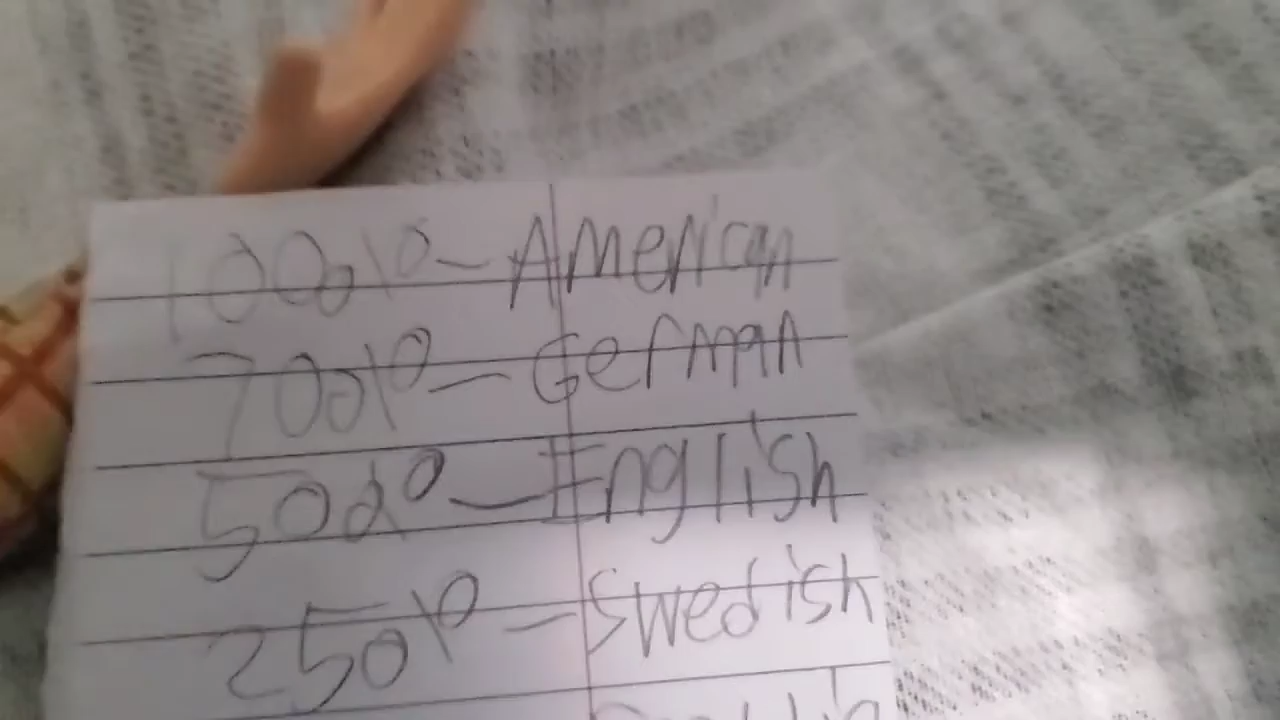 100% - American
70% - German
50% - English
25% - Swedish